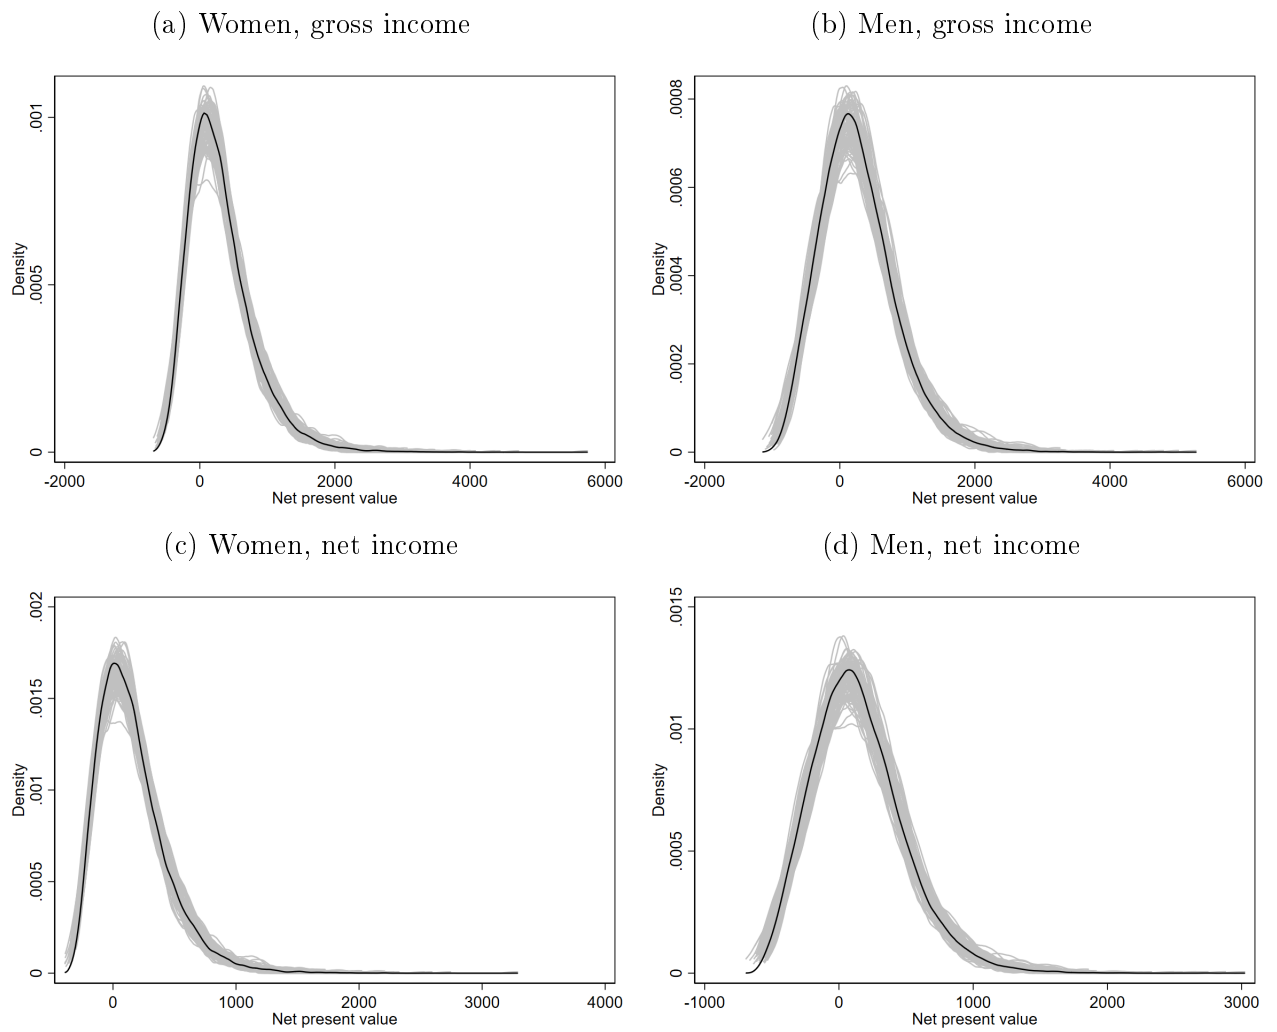 (a) Women, gross income
(b) Men, gross income
Density
0 .0005 .001
-2000 0 2000 4000 6000
Net present value
Density
0 .0002 .0004 .0006 .0008
-2000 0 2000 4000 6000
Net present value
(c) Women, net income
(d) Men, net income
Density
0 .0005 .001 .0015 .002
0 1000 2000 3000 4000
Net present value
Density
0 .0005 .001 .0015
-1000 0 1000 2000 3000
Net present value